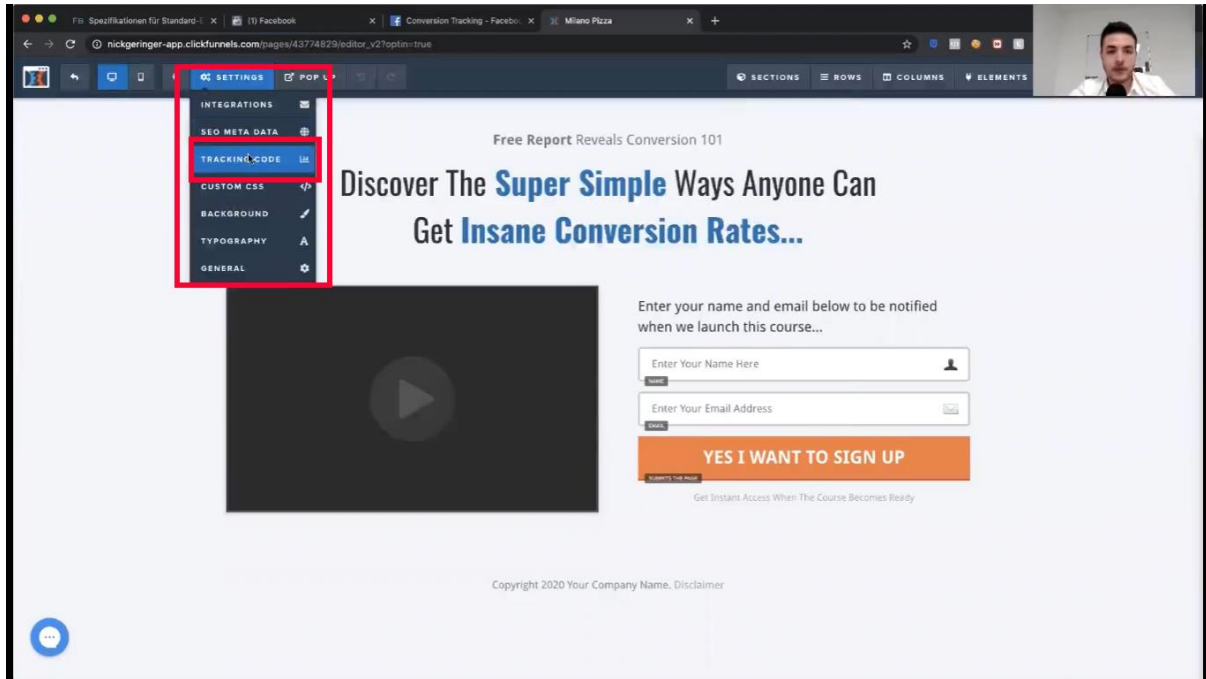 FB Spezifikationen für Standard-E
(1) Facebook
Conversion Tracking - Facebo
Milano Pizza
nickgeringer-app.clickfunnels.com/pages/43774829/editor_v2?optin=true
SETTINGS
POP UP
SECTIONS
ROWS
COLUMNS
ELEMENTS
INTEGRATIONS
SEO META DATA
TRACKING CODE
CUSTOM CSS
BACKGROUND
TYPOGRAPHY
GENERAL
Free Report Reveals Conversion 101
Discover The Super Simple Ways Anyone Can
Get Insane Conversion Rates...
Enter your name and email below to be notified
when we launch this course...
Enter Your Name Here
NAME
Enter Your Email Address
EMAIL
YES I WANT TO SIGN UP
SUBMITS THE PAGE
Get Instant Access When The Course Becomes Ready
Copyright 2020 Your Company Name. Disclaimer